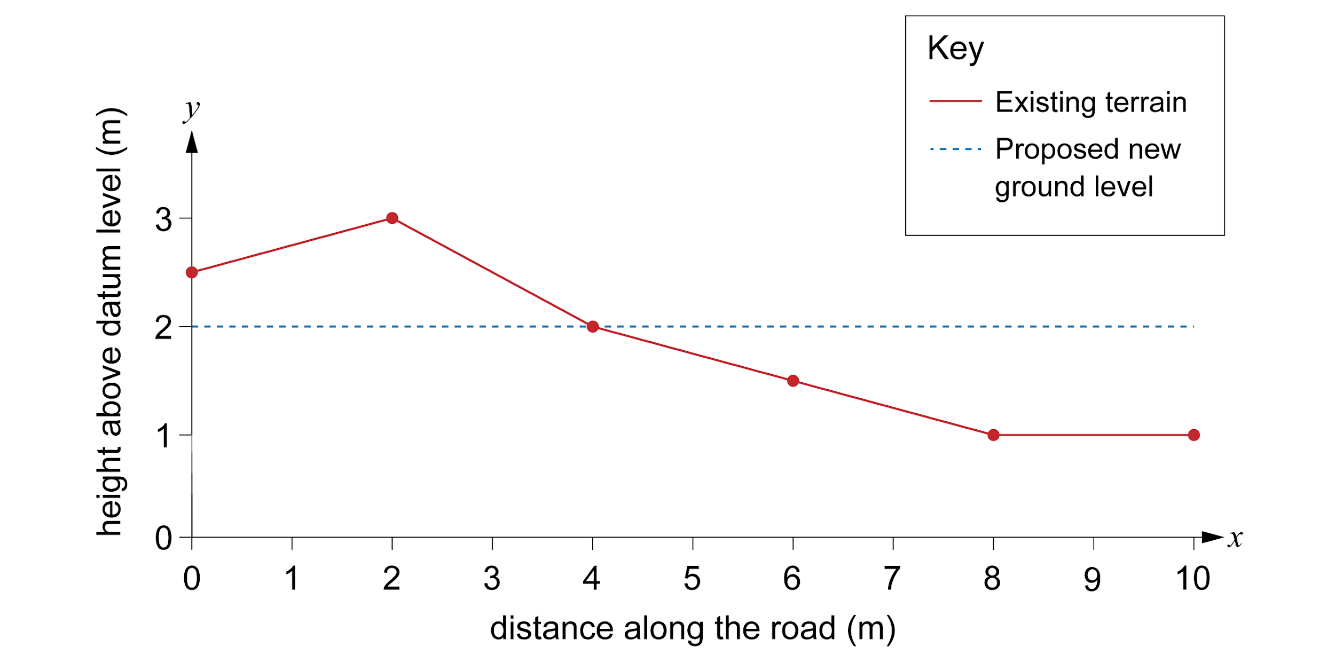 Key
Existing terrain
Proposed new
ground level
y
height above datum level (m)
3
2
1
0
0 1 2 3 4 5 6 7 8 9 10
x
distance along the road (m)